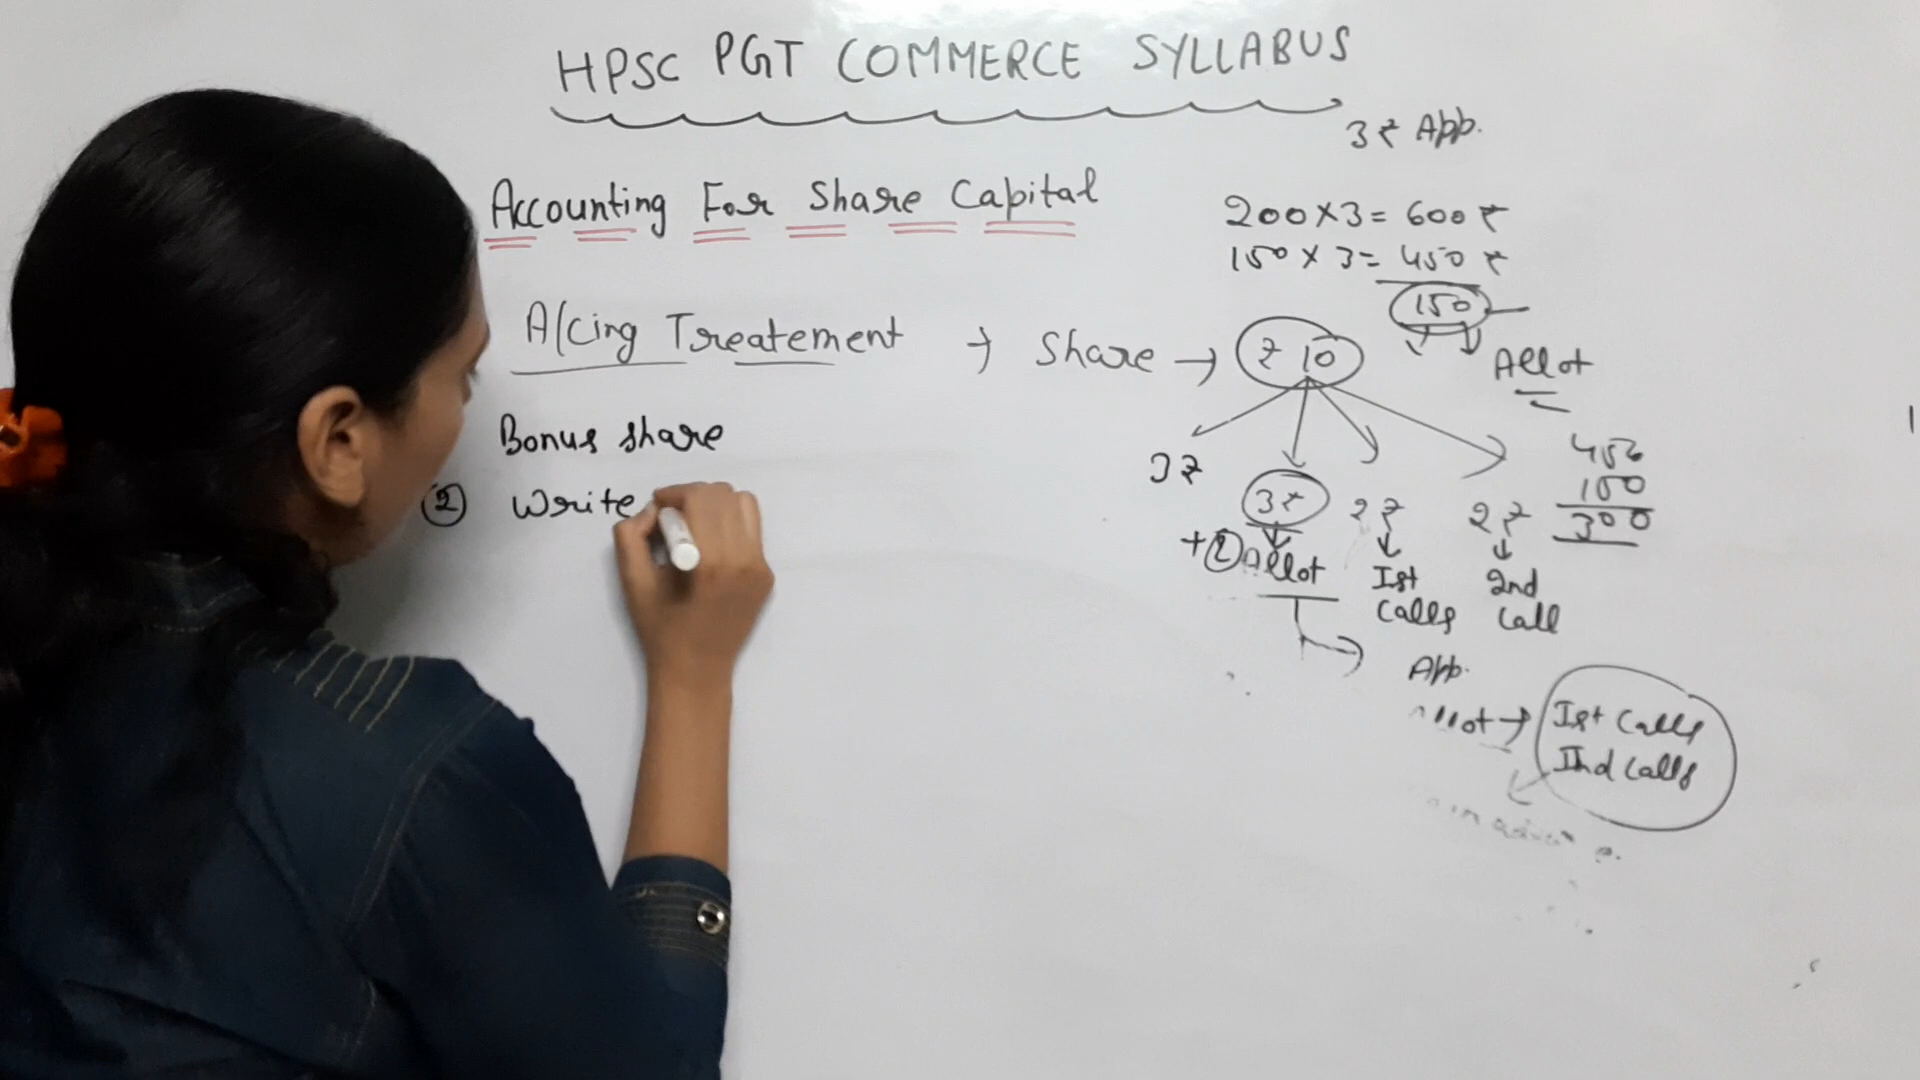 HPSC PGT COMMERCE SYLLABUS
3₹ App.
Accounting For Share Capital
200×3= 600₹
150×3= 450₹
150
A/Cing Treatement → Share → ₹ 10
Allot
Bonus share
② Write
3₹ 3₹ 2₹ 2₹
100
300
+② Allot
Ist Calls
2nd Call
App.
Ist Calls
IInd Calls